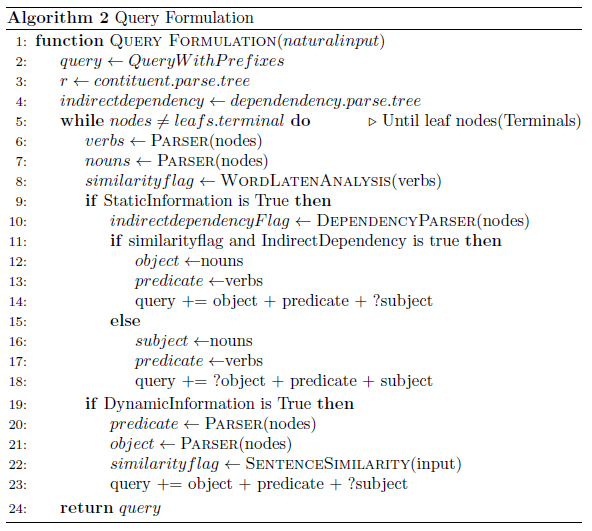 Algorithm 2 Query Formulation
1: function QUERY FORMULATION(naturalinput)
2: query ← QueryWithPrefixes
3: r ← contituent.parse.tree
4: indirectdependency ← dependendency.parse.tree
5: while nodes ≠ leafs.terminal do ▷ Until leaf nodes(Terminals)
6: verbs ← PARSER(nodes)
7: nouns ← PARSER(nodes)
8: similarityflag ← WORDLATENANALYSIS(verbs)
9: if StaticInformation is True then
10: indirectdependencyFlag ← DEPENDENCYPARSER(nodes)
11: if similarityflag and IndirectDependency is true then
12: object ←nouns
13: predicate ←verbs
14: query += object + predicate + ?subject
15: else
16: subject ←nouns
17: predicate ←verbs
18: query += ?object + predicate + subject
19: if DynamicInformation is True then
20: predicate ← PARSER(nodes)
21: object ← PARSER(nodes)
22: similarityflag ← SENTENCESIMILARITY(input)
23: query += object + predicate + ?subject
24: return query